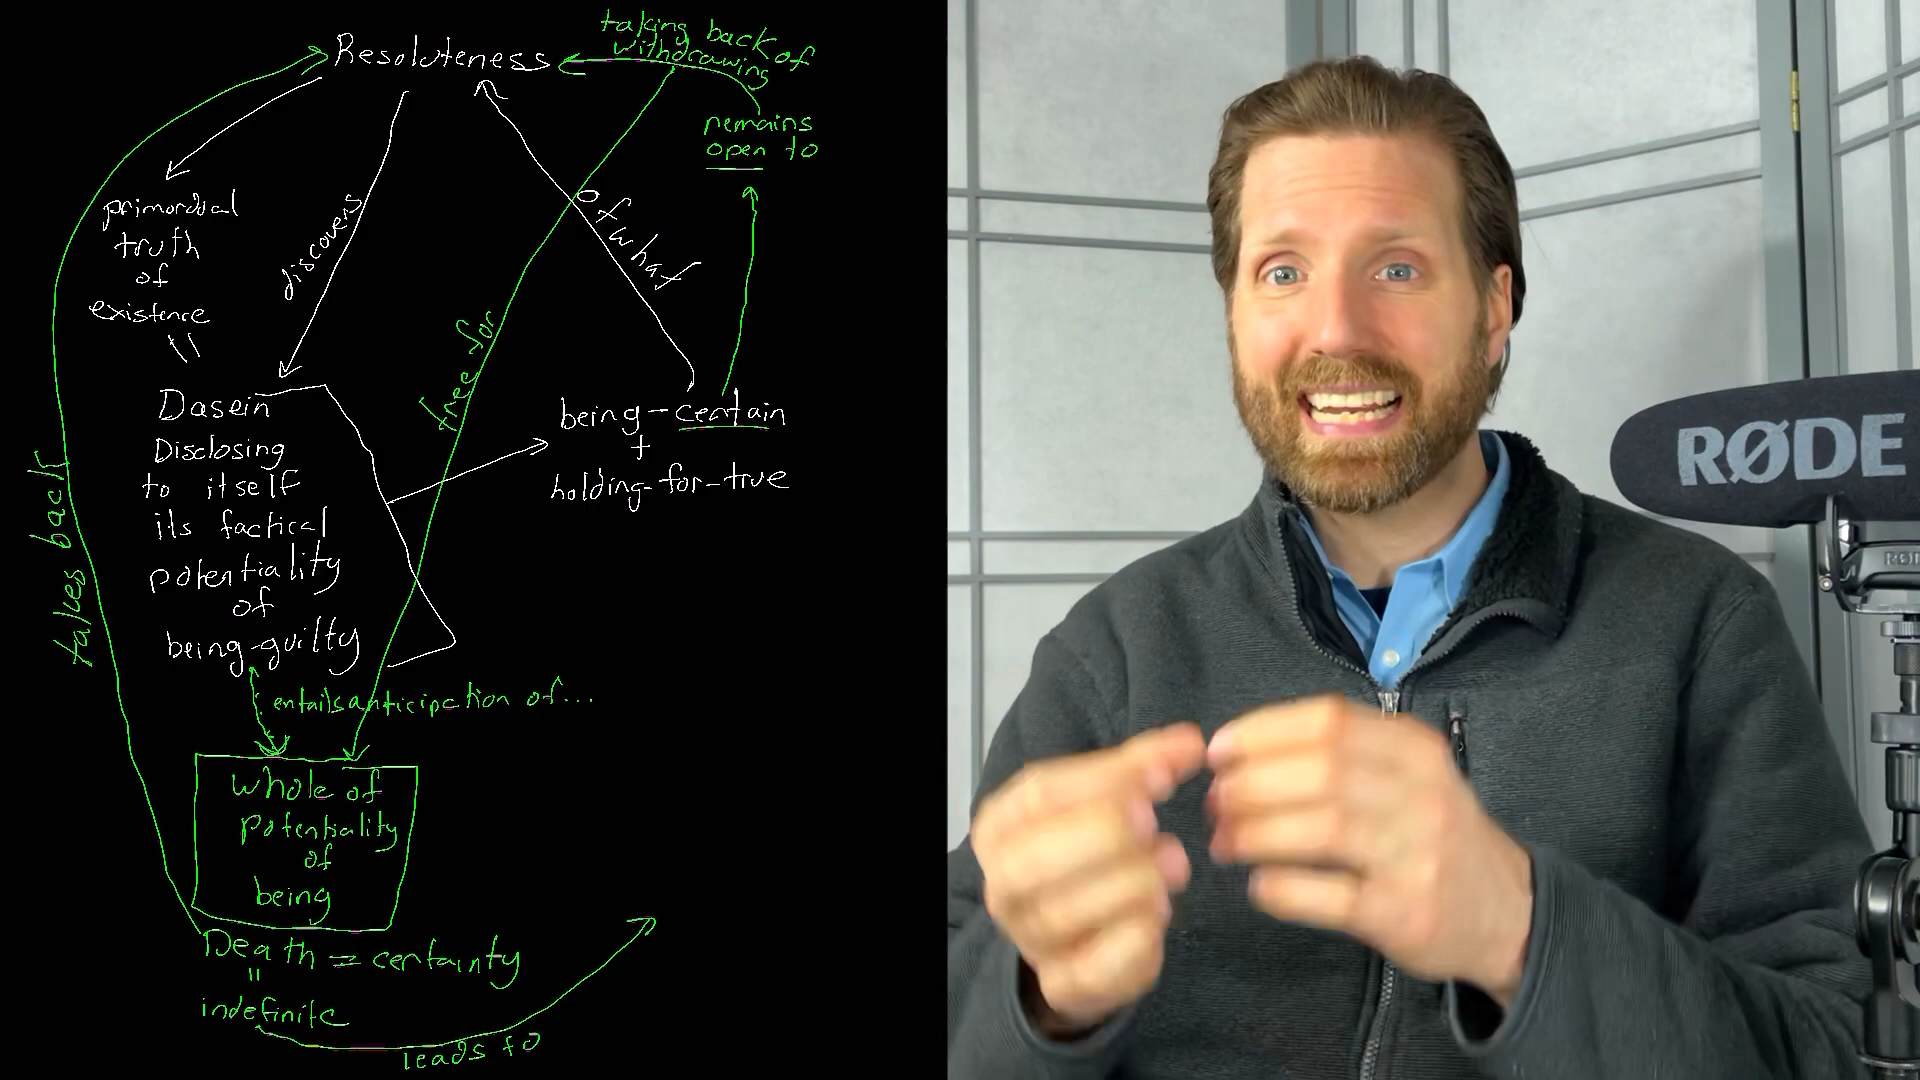 taking back of
withdrawing
Resoluteness
remains
open to
primordial
truth
of
existence
discovers
of what
free for
Dasein
Disclosing
to itself
its factical
potentiality
of
being-guilty
being-certain
+
holding-for-true
takes back
entails anticipation of...
whole of
potentiality
of
being
Death = certainty
indefinite
leads to
RØDE
RØDE